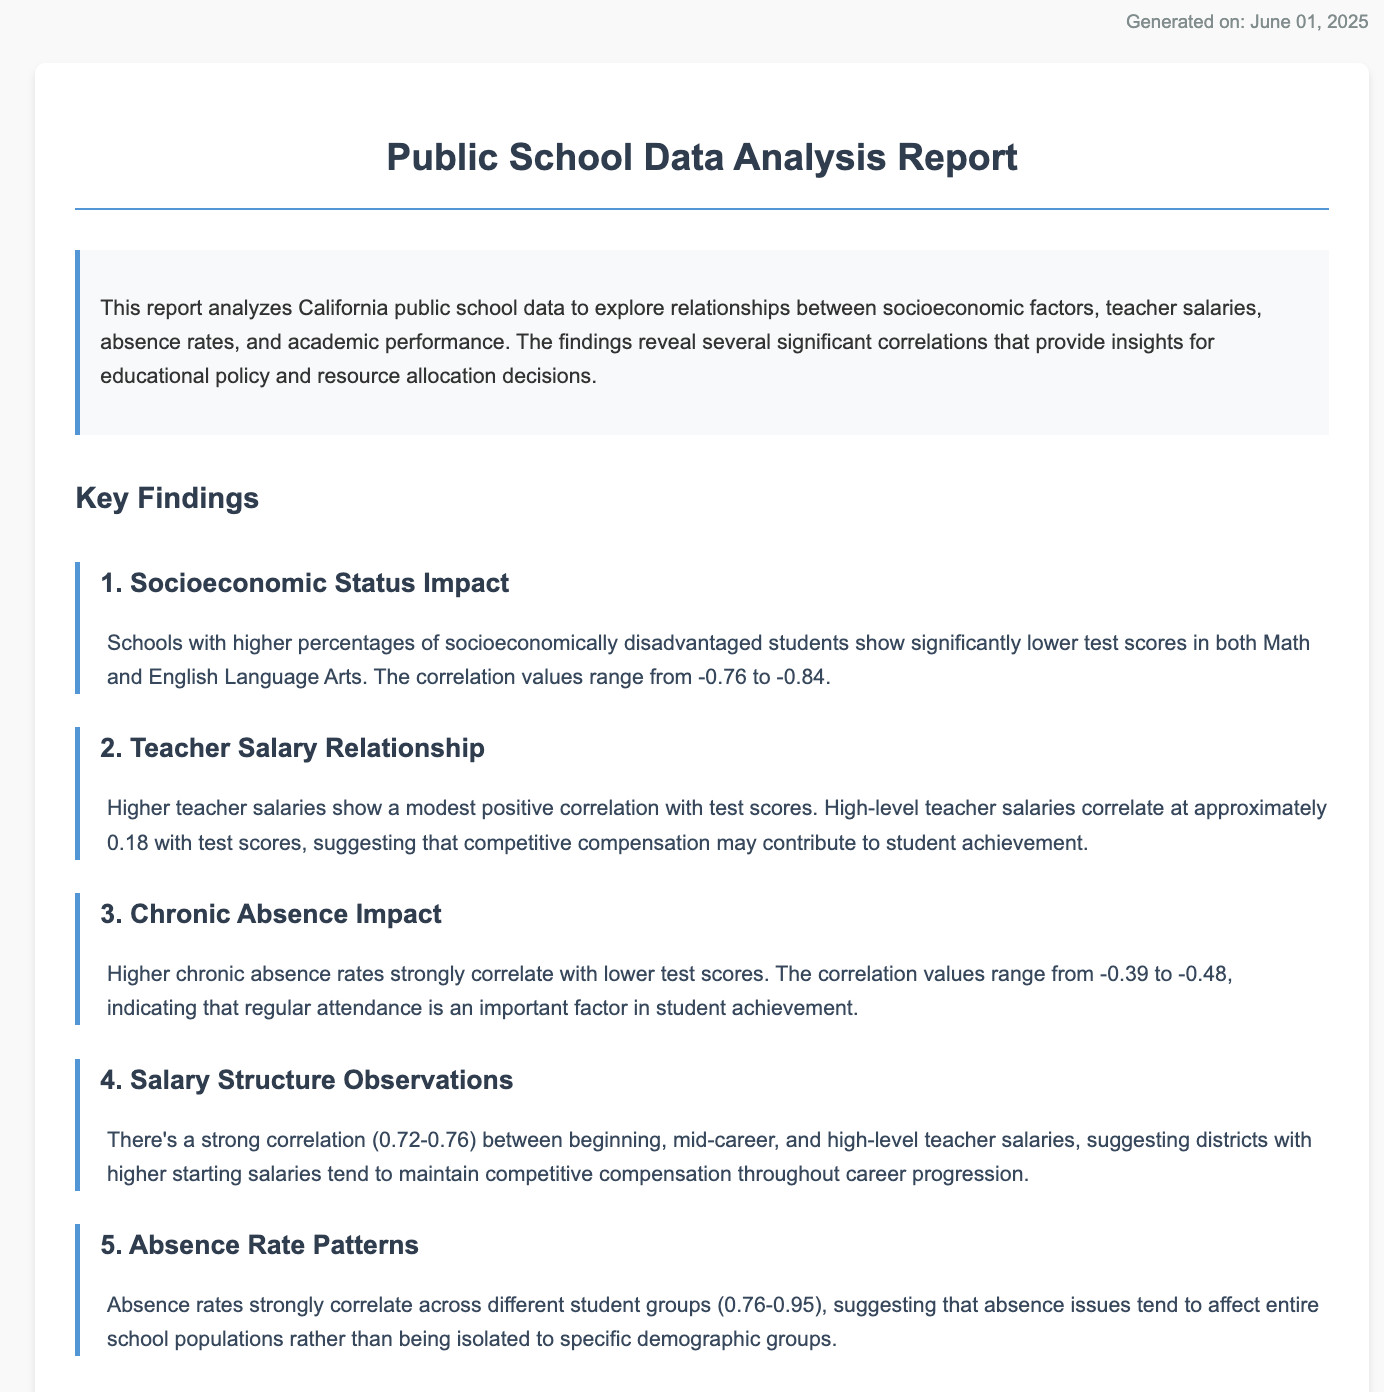 Generated on: June 01, 2025
Public School Data Analysis Report
This report analyzes California public school data to explore relationships between socioeconomic factors, teacher salaries,
absence rates, and academic performance. The findings reveal several significant correlations that provide insights for
educational policy and resource allocation decisions.
Key Findings
1. Socioeconomic Status Impact
Schools with higher percentages of socioeconomically disadvantaged students show significantly lower test scores in both Math
and English Language Arts. The correlation values range from -0.76 to -0.84.
2. Teacher Salary Relationship
Higher teacher salaries show a modest positive correlation with test scores. High-level teacher salaries correlate at approximately
0.18 with test scores, suggesting that competitive compensation may contribute to student achievement.
3. Chronic Absence Impact
Higher chronic absence rates strongly correlate with lower test scores. The correlation values range from -0.39 to -0.48,
indicating that regular attendance is an important factor in student achievement.
4. Salary Structure Observations
There's a strong correlation (0.72-0.76) between beginning, mid-career, and high-level teacher salaries, suggesting districts with
higher starting salaries tend to maintain competitive compensation throughout career progression.
5. Absence Rate Patterns
Absence rates strongly correlate across different student groups (0.76-0.95), suggesting that absence issues tend to affect entire
school populations rather than being isolated to specific demographic groups.